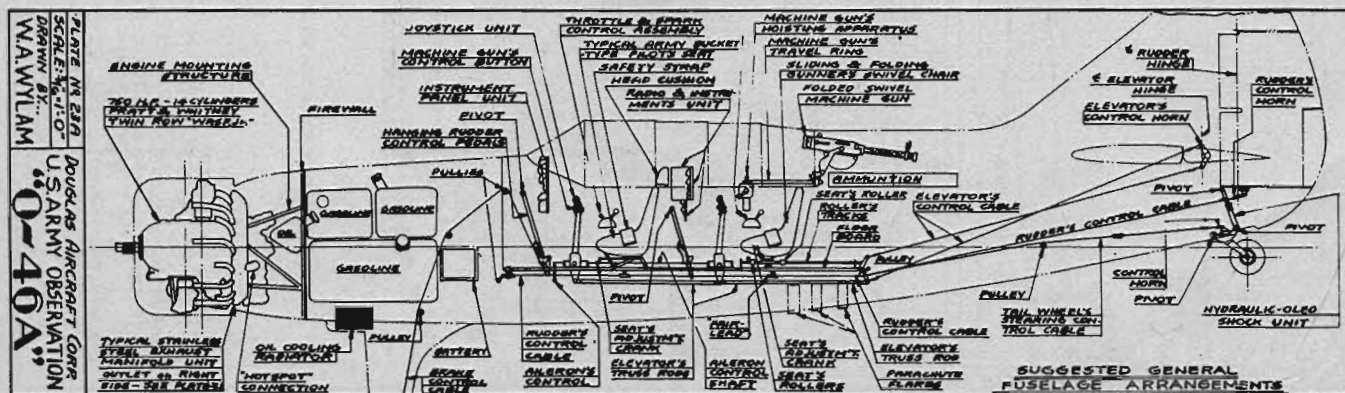 PLATE Nº 23A
SCALE: 3/16"=1'-0"
DRAWN BY..
W.A.WYLAM
DOUGLAS AIRCRAFT CORP.
U.S. ARMY OBSERVATION
"O-46A"
ENGINE MOUNTING
STRUCTURE
750 H.P. - 14 CYLINDERS
PRATT & WHITNEY
TWIN ROW "WASP Jr."
FIREWALL
JOYSTICK UNIT
MACHINE GUN'S
CONTROL BUTTON
INSTRUMENT
PANEL UNIT
PIVOT
HANGING RUDDER
CONTROL PEDALS
PULLIES
THROTTLE & SPARK
CONTROL ASSEMBLY
TYPICAL ARMY BUCKET
TYPE PILOT'S SEAT
SAFETY STRAP
HEAD CUSHION
RADIO & INSTRU-
MENTS UNIT
MACHINE GUN'S
HOISTING APPARATUS
MACHINE GUN'S
TRAVEL RING
SLIDING & FOLDING
GUNNER'S SWIVEL CHAIR
FOLDED SWIVEL
MACHINE GUN
AMMUNTION
SEAT'S ROLLER
ROLLER'S
TRACKS
FLOOR
BOARD
ELEVATOR'S
CONTROL CABLE
RUDDER
HINGE
ELEVATOR
HINGE
ELEVATOR'S
CONTROL HORN
RUDDER'S
CONTROL
HORN
PIVOT
RUDDER'S CONTROL CABLE
PIVOT
OIL
GASOLINE
GASOLINE
GASOLINE
PIVOT
PULLEY
PULLEY
CONTROL
HORN
PIVOT
TYPICAL STAINLESS
STEEL EXHAUST
MANIFOLD UNIT
OUTLET ON RIGHT
SIDE - SEE PLATE
"HOTSPOT"
CONNECTION
OIL COOLING
RADIATOR
PULLEY
BRAKE
CONTROL
CABLE
BATTERY
RUDDER'S
CONTROL
CABLE
AILERON'S
CONTROL
SEAT'S
ADJUSTM'T.
CRANK
ELEVATOR'S
TRUSS RODS
"FAIR-
LEAD"
AILERON
CONTROL
SHAFT
SEAT'S
ADJUSTM'T.
CRANK
SEAT'S
ROLLERS
RUDDER'S
CONTROL CABLE
ELEVATOR'S
TRUSS ROD
PARACHUTE
FLARES
TAIL WHEEL'S
STEARING CON-
TROL CABLE
HYDRAULIC-OLEO
SHOCK UNIT
SUGGESTED GENERAL
FUSELAGE ARRANGEMENTS